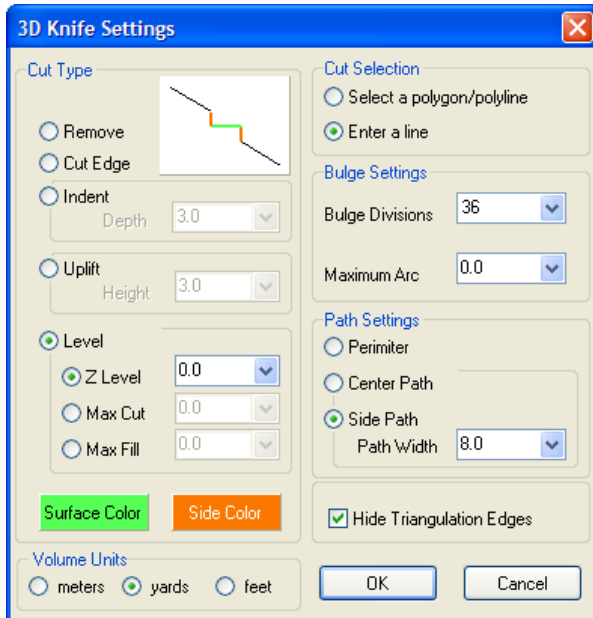 3D Knife Settings
Cut Type
Remove
Cut Edge
Indent
Depth 3.0
Uplift
Height 3.0
Level
Z Level 0.0
Max Cut 0.0
Max Fill 0.0
Surface Color Side Color
Volume Units
meters yards feet
Cut Selection
Select a polygon/polyline
Enter a line
Bulge Settings
Bulge Divisions 36
Maximum Arc 0.0
Path Settings
Perimiter
Center Path
Side Path
Path Width 8.0
Hide Triangulation Edges
OK Cancel